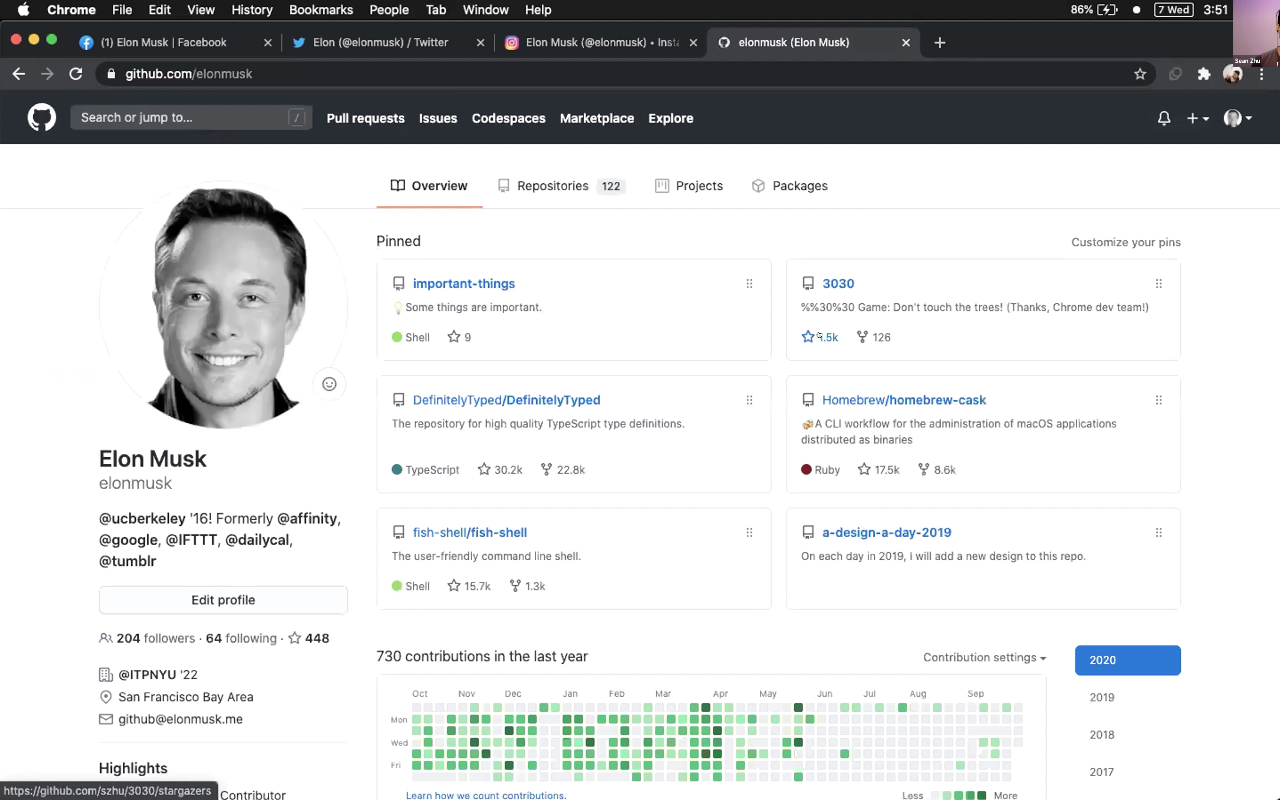 Chrome File Edit View History Bookmarks People Tab Window Help 86% 7 Wed 3:51
(1) Elon Musk | Facebook Elon (@elonmusk) / Twitter Elon Musk (@elonmusk) • Insta elonmusk (Elon Musk)
github.com/elonmusk
Sean Zhu
Search or jump to... / Pull requests Issues Codespaces Marketplace Explore
Overview Repositories 122 Projects Packages
Pinned Customize your pins
important-things
Some things are important.
Shell 9
3030
%%30%30 Game: Don't touch the trees! (Thanks, Chrome dev team!)
.5k 126
DefinitelyTyped/DefinitelyTyped
The repository for high quality TypeScript type definitions.
TypeScript 30.2k 22.8k
Homebrew/homebrew-cask
A CLI workflow for the administration of macOS applications
distributed as binaries
Ruby 17.5k 8.6k
fish-shell/fish-shell
The user-friendly command line shell.
Shell 15.7k 1.3k
a-design-a-day-2019
On each day in 2019, I will add a new design to this repo.
Elon Musk
elonmusk
@ucberkeley '16! Formerly @affinity,
@google, @IFTTT, @dailycal,
@tumblr
Edit profile
204 followers · 64 following · 448
@ITPNYU '22
San Francisco Bay Area
github@elonmusk.me
Highlights
Contributor
730 contributions in the last year Contribution settings
2020
2019
2018
2017
Oct Nov Dec Jan Feb Mar Apr May Jun Jul Aug Sep
Mon
Wed
Fri
Learn how we count contributions. Less More
https://github.com/szhu/3030/stargazers